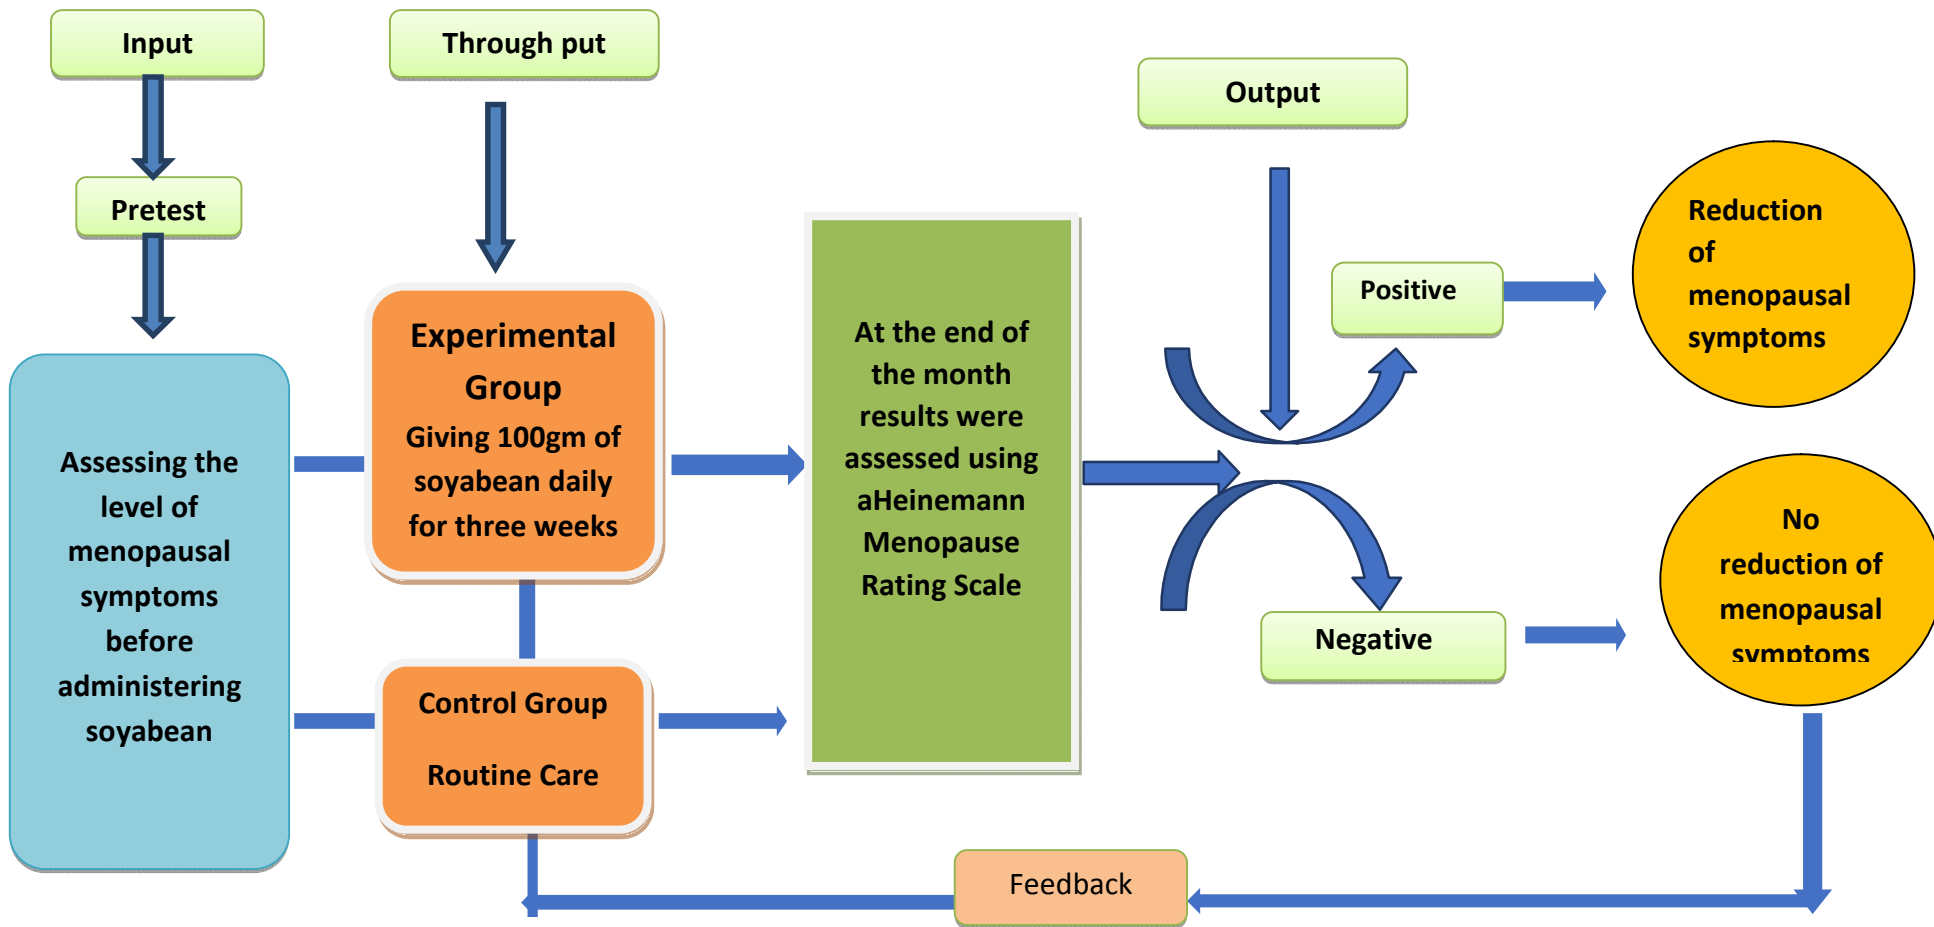 Input
Through put
Output
Pretest
Assessing the
level of
menopausal
symptoms
before
administering
soyabean
Experimental
Group
Giving 100gm of
soyabean daily
for three weeks
Control Group
Routine Care
At the end of
the month
results were
assessed using
aHeinemann
Menopause
Rating Scale
Positive
Reduction
of
menopausal
symptoms
Negative
No
reduction of
menopausal
symptoms
Feedback